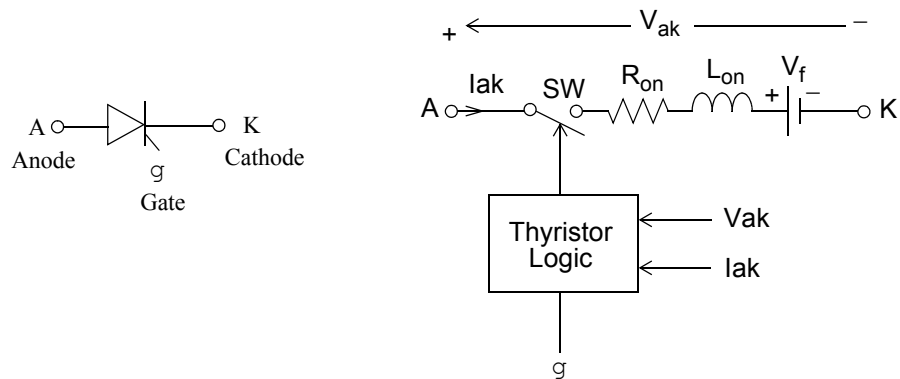 A
Anode
K
Cathode
g
Gate
+ Vak −
Iak
SW
Ron
Lon
Vf
A
+ −
K
Thyristor
Logic
Vak
Iak
g